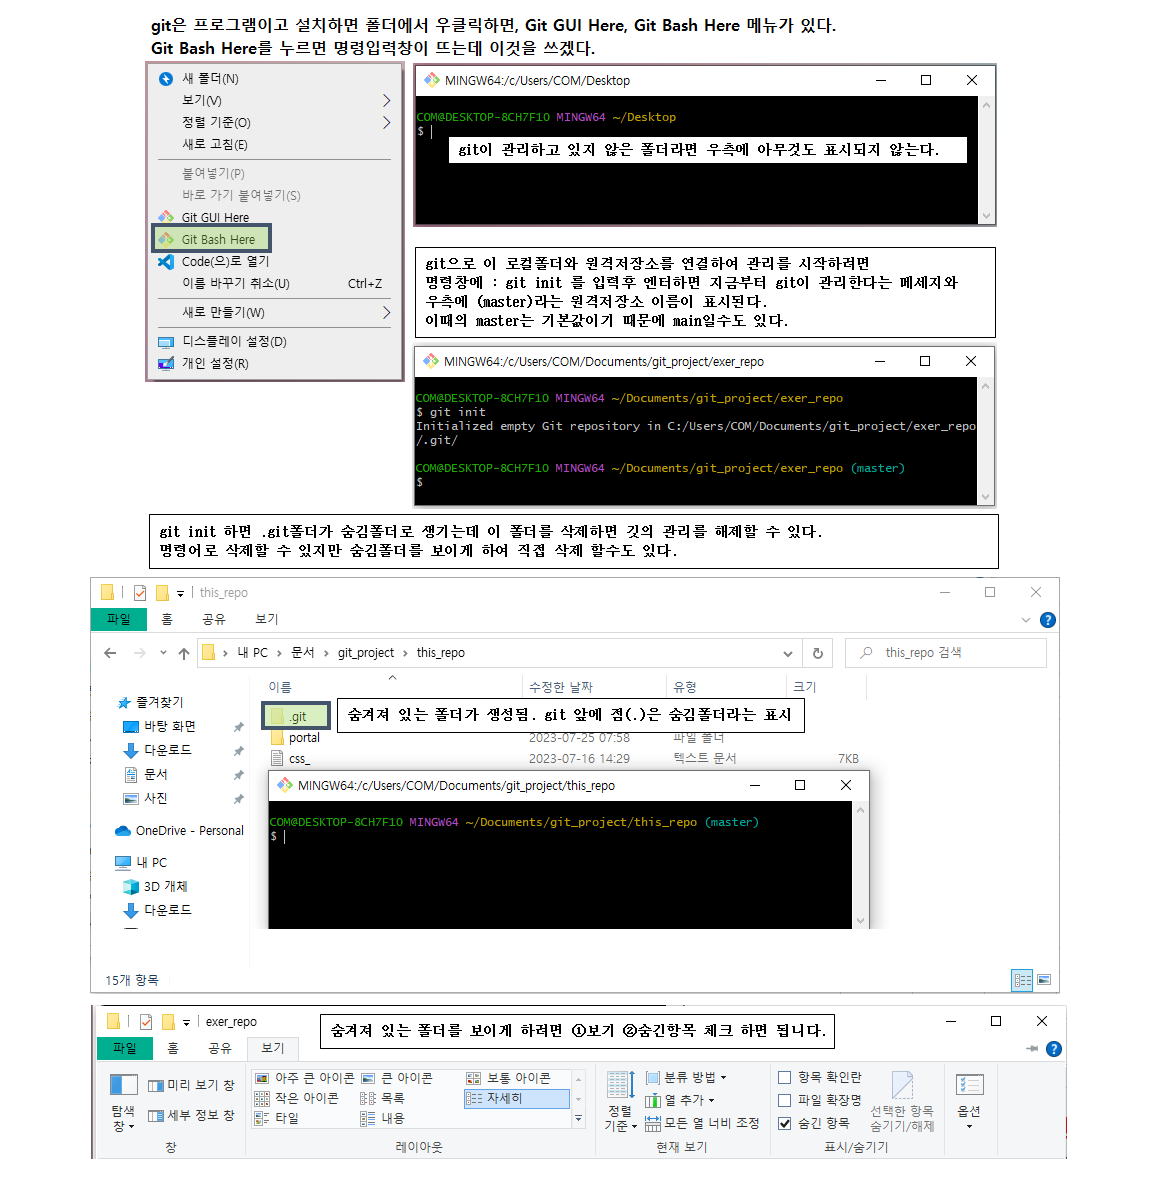 git은 프로그램이고 설치하면 폴더에서 우클릭하면, Git GUI Here, Git Bash Here 메뉴가 있다.
Git Bash Here를 누르면 명령입력창이 뜨는데 이것을 쓰겠다.
새 폴더(N)
보기(V)
정렬 기준(O)
새로 고침(E)
붙여넣기(P)
바로 가기 붙여넣기(S)
Git GUI Here
Git Bash Here
Code(으)로 열기
이름 바꾸기 취소(U) Ctrl+Z
새로 만들기(W)
디스플레이 설정(D)
개인 설정(R)
MINGW64:/c/Users/COM/Desktop
COM@DESKTOP-8CH7F10 MINGW64 ~/Desktop
$
git이 관리하고 있지 않은 폴더라면 우측에 아무것도 표시되지 않는다.
git으로 이 로컬폴더와 원격저장소를 연결하여 관리를 시작하려면
명령창에 : git init 를 입력후 엔터하면 지금부터 git이 관리한다는 메세지와
우측에 (master)라는 원격저장소 이름이 표시된다.
이때의 master는 기본값이기 때문에 main일수도 있다.
MINGW64:/c/Users/COM/Documents/git_project/exer_repo
COM@DESKTOP-8CH7F10 MINGW64 ~/Documents/git_project/exer_repo
$ git init
Initialized empty Git repository in C:/Users/COM/Documents/git_project/exer_repo
/.git/
COM@DESKTOP-8CH7F10 MINGW64 ~/Documents/git_project/exer_repo (master)
$
git init 하면 .git폴더가 숨김폴더로 생기는데 이 폴더를 삭제하면 깃의 관리를 해제할 수 있다.
명령어로 삭제할 수 있지만 숨김폴더를 보이게 하여 직접 삭제 할수도 있다.
this_repo
파일 홈 공유 보기
내 PC > 문서 > git_project > this_repo
this_repo 검색
이름 수정한 날짜 유형 크기
즐겨찾기
바탕 화면
다운로드
문서
사진
OneDrive - Personal
내 PC
3D 개체
다운로드
.git
숨겨져 있는 폴더가 생성됨. git 앞에 점(.)은 숨김폴더라는 표시
portal 2023-07-25 07:58 파일 폴더
css_ 2023-07-16 14:29 텍스트 문서 7KB
MINGW64:/c/Users/COM/Documents/git_project/this_repo
COM@DESKTOP-8CH7F10 MINGW64 ~/Documents/git_project/this_repo (master)
$
15개 항목
exer_repo
숨겨져 있는 폴더를 보이게 하려면 ①보기 ②숨긴항목 체크 하면 됩니다.
파일 홈 공유 보기
탐색
창
미리 보기 창
세부 정보 창
창
아주 큰 아이콘 큰 아이콘 보통 아이콘
작은 아이콘 목록 자세히
타일 내용
레이아웃
정렬
기준
분류 방법
열 추가
모든 열 너비 조정
현재 보기
항목 확인란
파일 확장명
숨긴 항목
선택한 항목
숨기기/해제
표시/숨기기
옵션